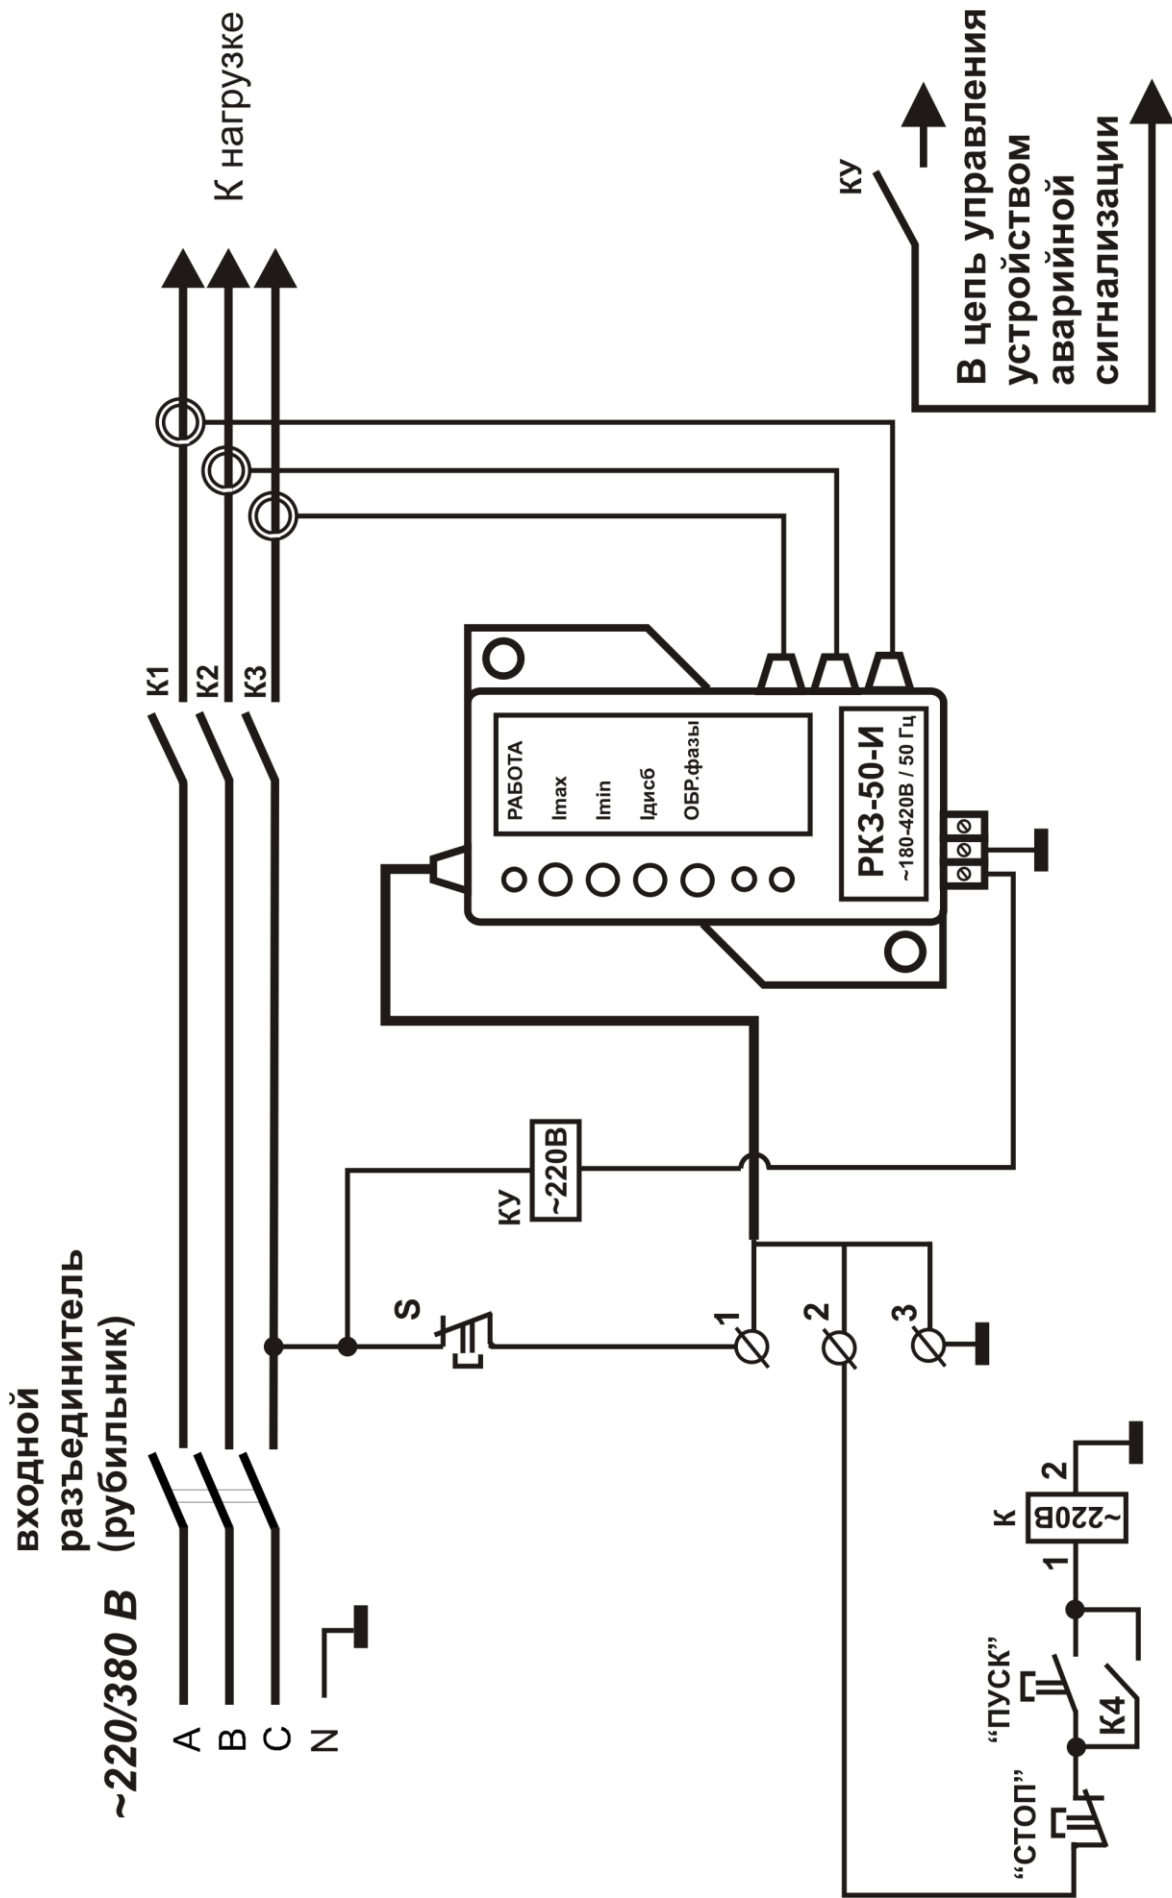 входной
разъединитель
(рубильник)
~220/380 В
A
B
C
N
К1
К2
К3
К нагрузке
S
КУ
~220В
РАБОТА
Imax
Imin
Iдисб
ОБР.фазы
РКЗ-50-И
~180-420В / 50 Гц
1
2
3
КУ
В цепь управления
устройством
аварийной
сигнализации
“СТОП”
“ПУСК”
К4
1
К
~220В
2